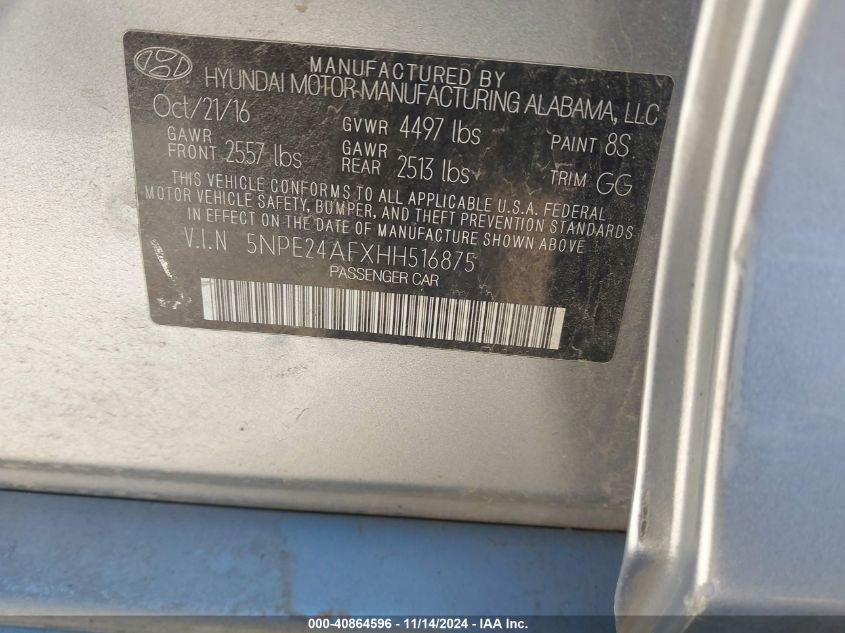 MANUFACTURED BY
HYUNDAI MOTOR MANUFACTURING ALABAMA, LLC
Oct/21/16 GVWR 4497 lbs PAINT 8S
GAWR FRONT 2557 lbs GAWR REAR 2513 lbs TRIM GG
THIS VEHICLE CONFORMS TO ALL APPLICABLE U.S.A. FEDERAL
MOTOR VEHICLE SAFETY, BUMPER, AND THEFT PREVENTION STANDARDS
IN EFFECT ON THE DATE OF MANUFACTURE SHOWN ABOVE
V.I.N 5NPE24AFXHH516875
PASSENGER CAR
000-40864596 - 11/14/2024 - IAA Inc.